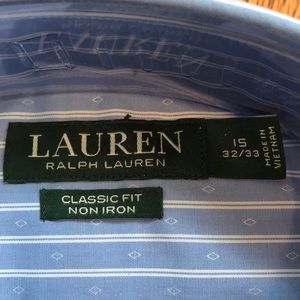 LAUREN
RALPH LAUREN
15
32/33
MADE IN
VIETNAM
CLASSIC FIT
NON IRON